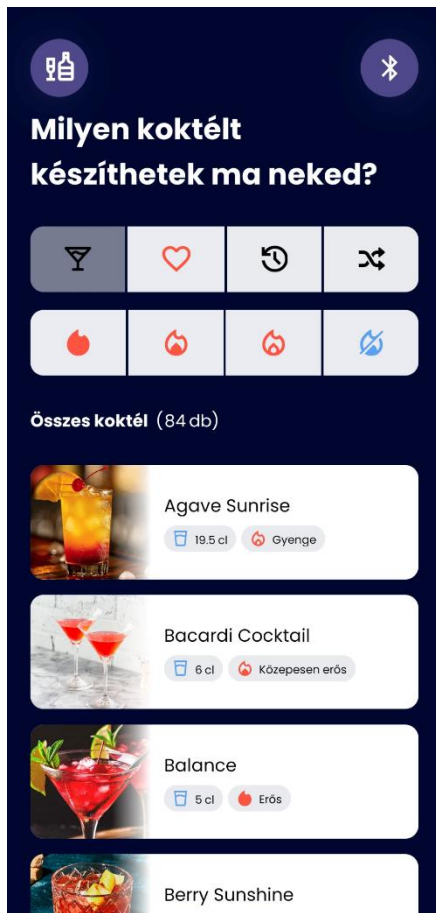 Milyen koktélt
készíthetek ma neked?
Összes koktél (84 db)
Agave Sunrise
19.5 cl Gyenge
Bacardi Cocktail
6 cl Közepesen erős
Balance
5 cl Erős
Berry Sunshine